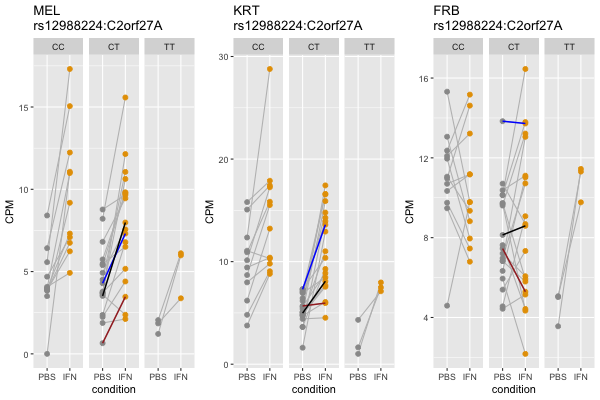 MEL
rs12988224:C2orf27A
CC
CT
TT
CPM
15
10
5
0
PBS IFN
PBS IFN
PBS IFN
condition
KRT
rs12988224:C2orf27A
CC
CT
TT
CPM
30
20
10
0
PBS IFN
PBS IFN
PBS IFN
condition
FRB
rs12988224:C2orf27A
CC
CT
TT
CPM
16
12
8
4
PBS IFN
PBS IFN
PBS IFN
condition